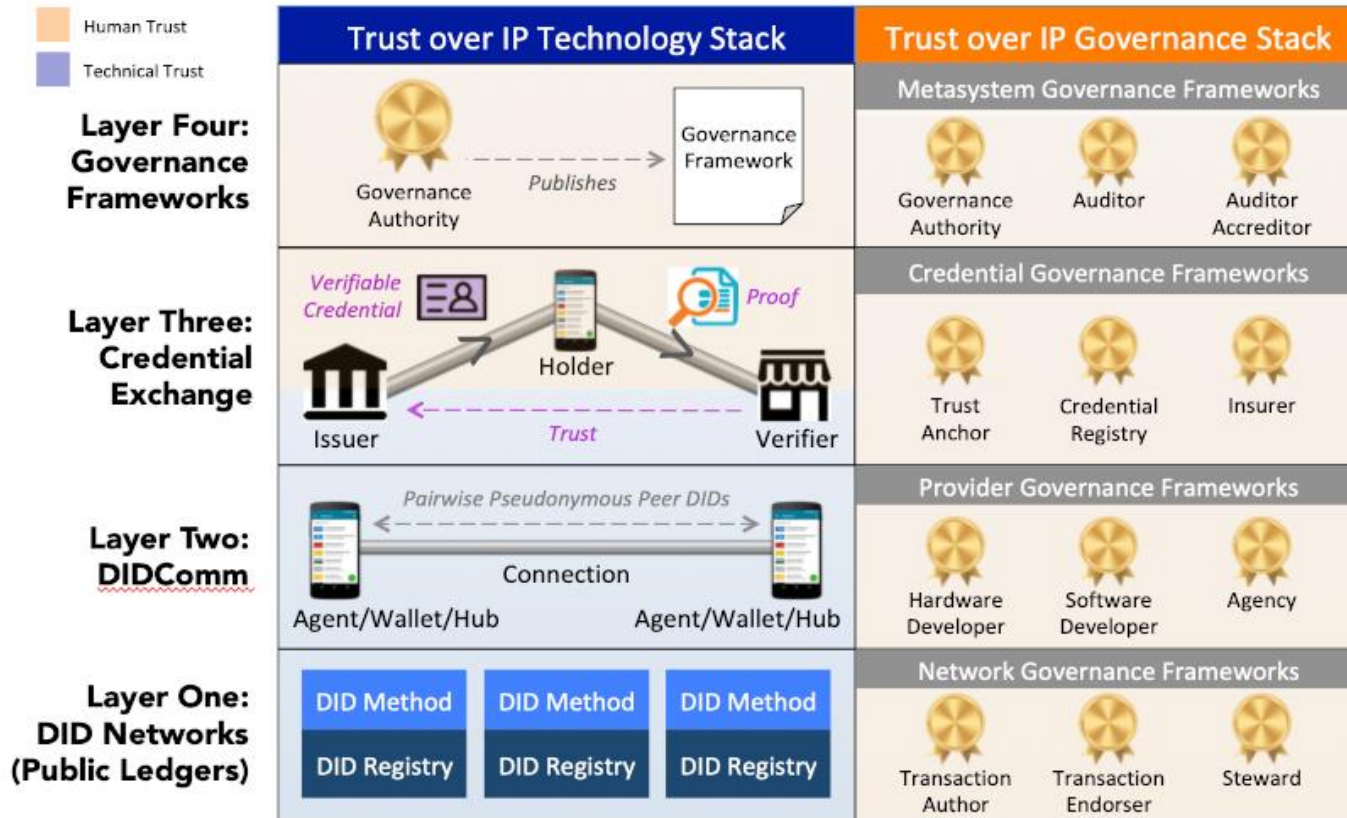 Human Trust
Technical Trust
Trust over IP Technology Stack
Trust over IP Governance Stack
Layer Four:
Governance
Frameworks
Governance
Authority
Publishes
Governance
Framework
Metasystem Governance Frameworks
Governance
Authority
Auditor
Auditor
Accreditor
Layer Three:
Credential
Exchange
Verifiable
Credential
Proof
Holder
Issuer
Trust
Verifier
Credential Governance Frameworks
Trust
Anchor
Credential
Registry
Insurer
Layer Two:
DIDComm
Pairwise Pseudonymous Peer DIDs
Connection
Agent/Wallet/Hub
Agent/Wallet/Hub
Provider Governance Frameworks
Hardware
Developer
Software
Developer
Agency
Layer One:
DID Networks
(Public Ledgers)
DID Method
DID Method
DID Method
DID Registry
DID Registry
DID Registry
Network Governance Frameworks
Transaction
Author
Transaction
Endorser
Steward